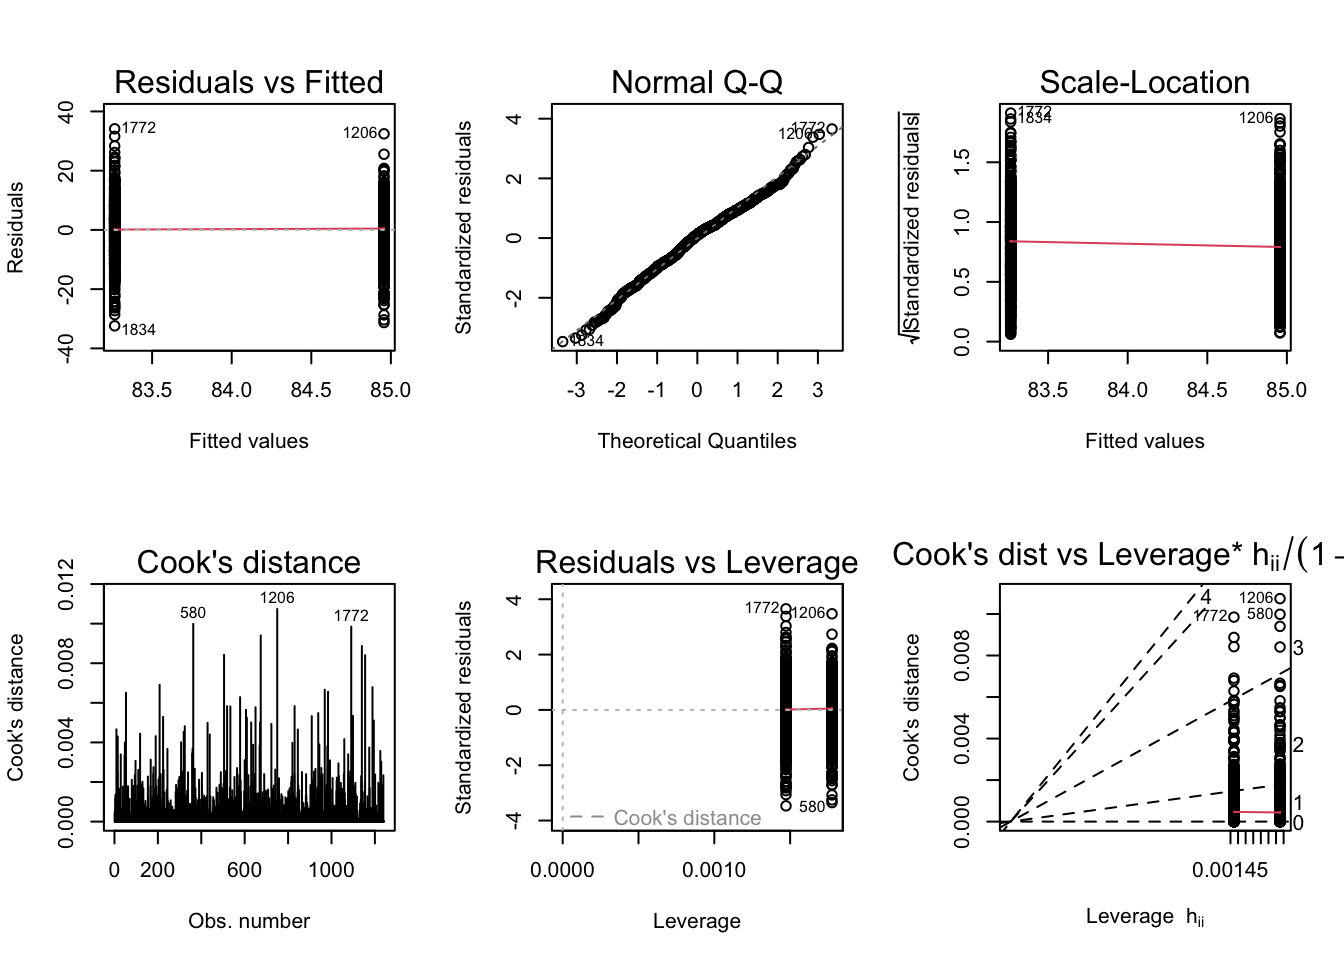 Residuals vs Fitted
Residuals
40
20
0
-20
-40
1772
1206
1834
83.5 84.0 84.5 85.0
Fitted values
Normal Q-Q
Standardized residuals
4
2
0
-2
1772
1206
1834
-3 -2 -1 0 1 2 3
Theoretical Quantiles
Scale-Location
√|Standardized residuals|
1.5
1.0
0.5
0.0
1772
1834
1206
83.5 84.0 84.5 85.0
Fitted values
Cook's distance
Cook's distance
0.012
0.008
0.004
0.000
580
1206
1772
0 200 600 1000
Obs. number
Residuals vs Leverage
Standardized residuals
4
2
0
-2
-4
1772
1206
580
Cook's distance
0.0000 0.0010
Leverage
Cook's dist vs Leverage* hii/(1−
Cook's distance
0.008
0.004
0.000
4
1772
1206
580
3
2
1
0
0.00145
Leverage hii